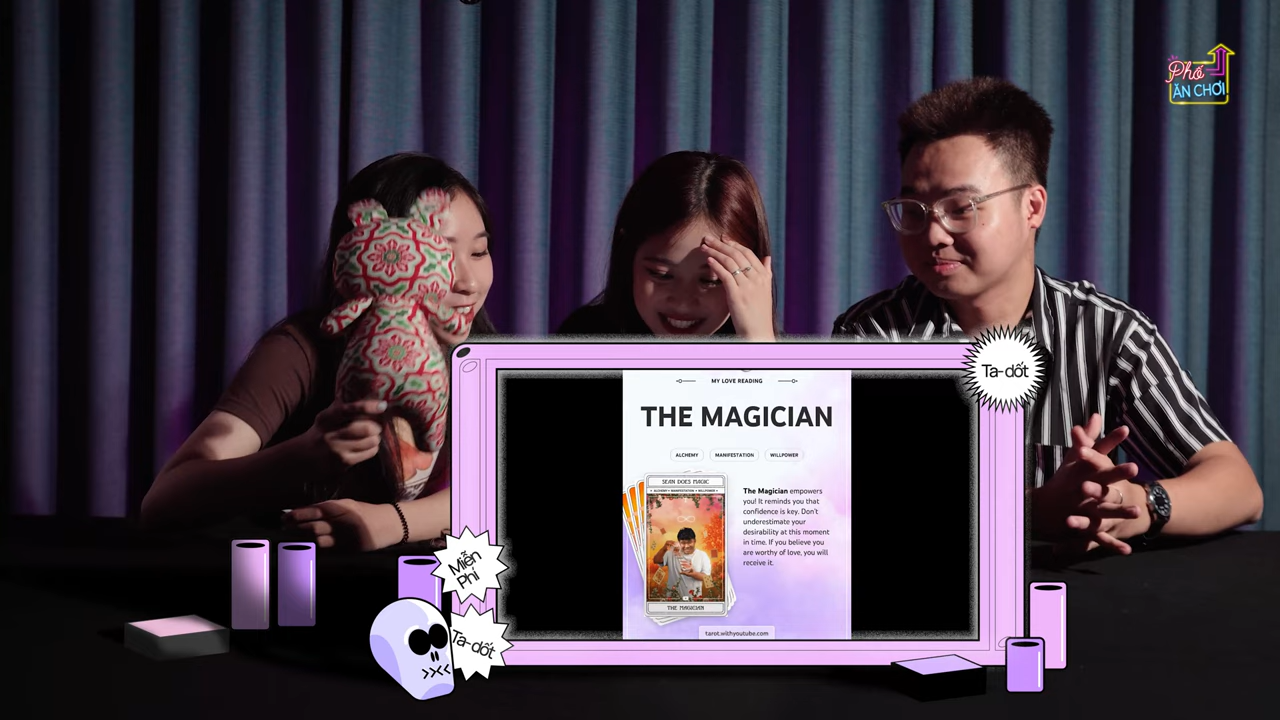 Phố
ĂN CHƠI
Ta-dốt
MY LOVE READING
THE MAGICIAN
ALCHEMY MANIFESTATION WILLPOWER
SEAN DOES MAGIC
ALCHEMY • MANIFESTATION • WILLPOWER
The Magician empowers
you! It reminds you that
confidence is key. Don't
underestimate your
desirability at this moment
in time. If you believe you
are worthy of love, you will
receive it.
THE MAGICIAN
tarot.withyoutube.com
Miễn
Phí
Ta-dốt